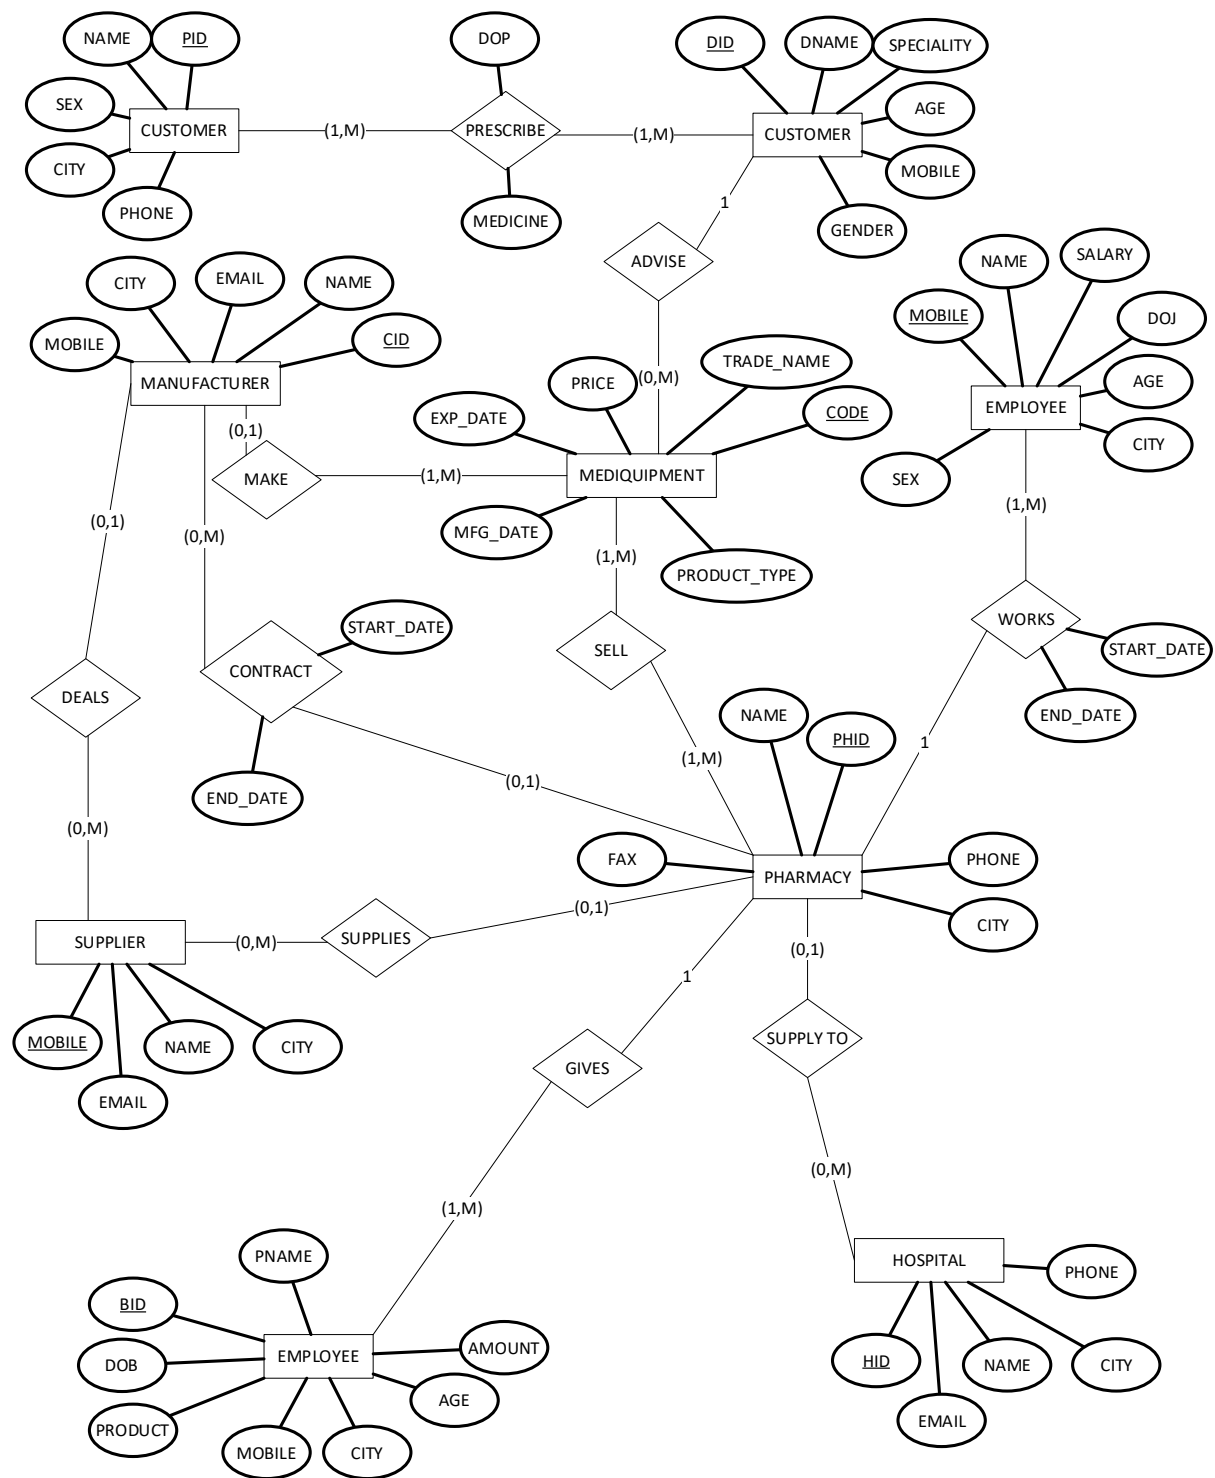 NAME
PID
DOP
DID
DNAME
SPECIALITY
SEX
CUSTOMER
(1,M)
PRESCRIBE
(1,M)
CUSTOMER
AGE
CITY
MOBILE
PHONE
MEDICINE
1
GENDER
ADVISE
CITY
EMAIL
NAME
NAME
SALARY
MOBILE
CID
MOBILE
DOJ
MANUFACTURER
PRICE
(0,M)
TRADE_NAME
AGE
EMPLOYEE
EXP_DATE
CODE
(0,1)
CITY
MAKE
(1,M)
MEDIQUIPMENT
SEX
(0,1)
(0,M)
MFG_DATE
(1,M)
(1,M)
PRODUCT_TYPE
START_DATE
WORKS
CONTRACT
SELL
START_DATE
DEALS
NAME
PHID
END_DATE
1
(1,M)
END_DATE
(0,1)
(0,M)
FAX
PHARMACY
PHONE
(0,1)
CITY
SUPPLIER
(0,M)
SUPPLIES
(0,1)
1
MOBILE
NAME
CITY
SUPPLY TO
GIVES
EMAIL
(0,M)
(1,M)
PNAME
HOSPITAL
PHONE
BID
EMPLOYEE
AMOUNT
DOB
HID
NAME
CITY
AGE
PRODUCT
EMAIL
MOBILE
CITY